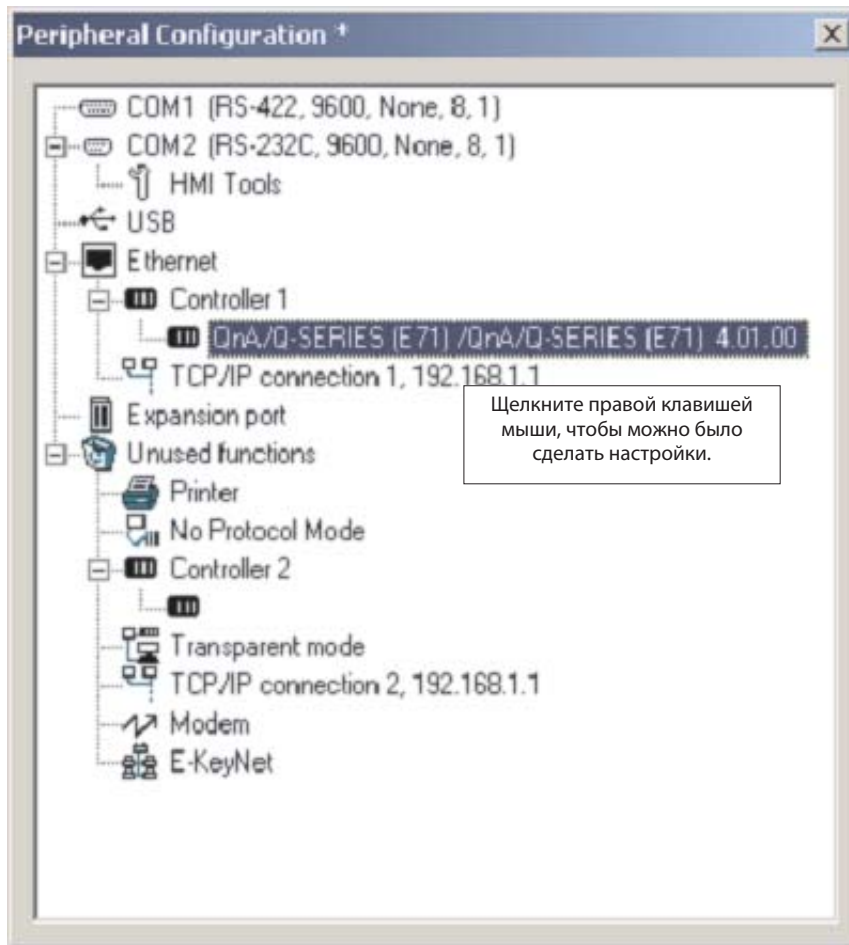 Peripheral Configuration *
COM1 (RS-422, 9600, None, 8, 1)
COM2 (RS-232C, 9600, None, 8, 1)
HMI Tools
USB
Ethernet
Controller 1
QnA/Q-SERIES (E71) /QnA/Q-SERIES (E71) 4.01.00
TCP/IP connection 1, 192.168.1.1
Щелкните правой клавишей
мыши, чтобы можно было
сделать настройки.
Expansion port
Unused functions
Printer
No Protocol Mode
Controller 2
Transparent mode
TCP/IP connection 2, 192.168.1.1
Modem
E-KeyNet